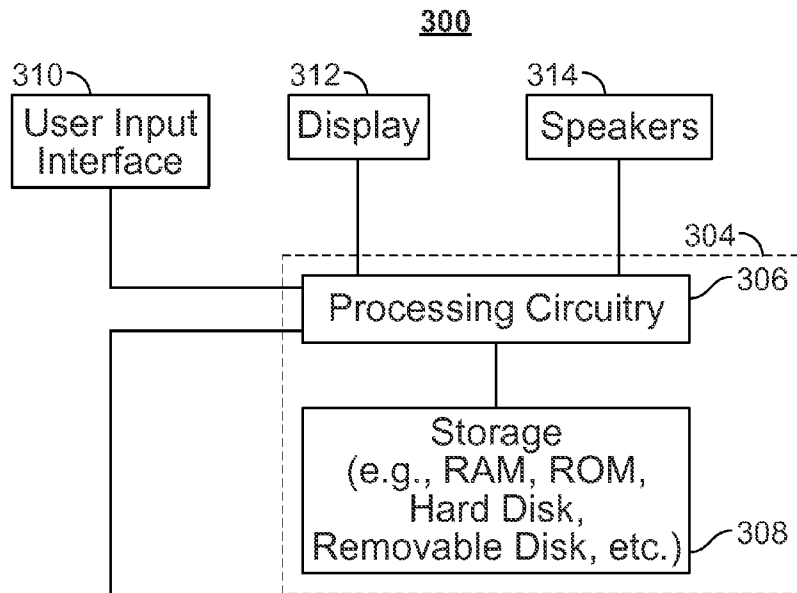 300
310
312
314
User Input
Interface
Display
Speakers
304
Processing Circuitry
306
Storage
(e.g., RAM, ROM,
Hard Disk,
Removable Disk, etc.)
308